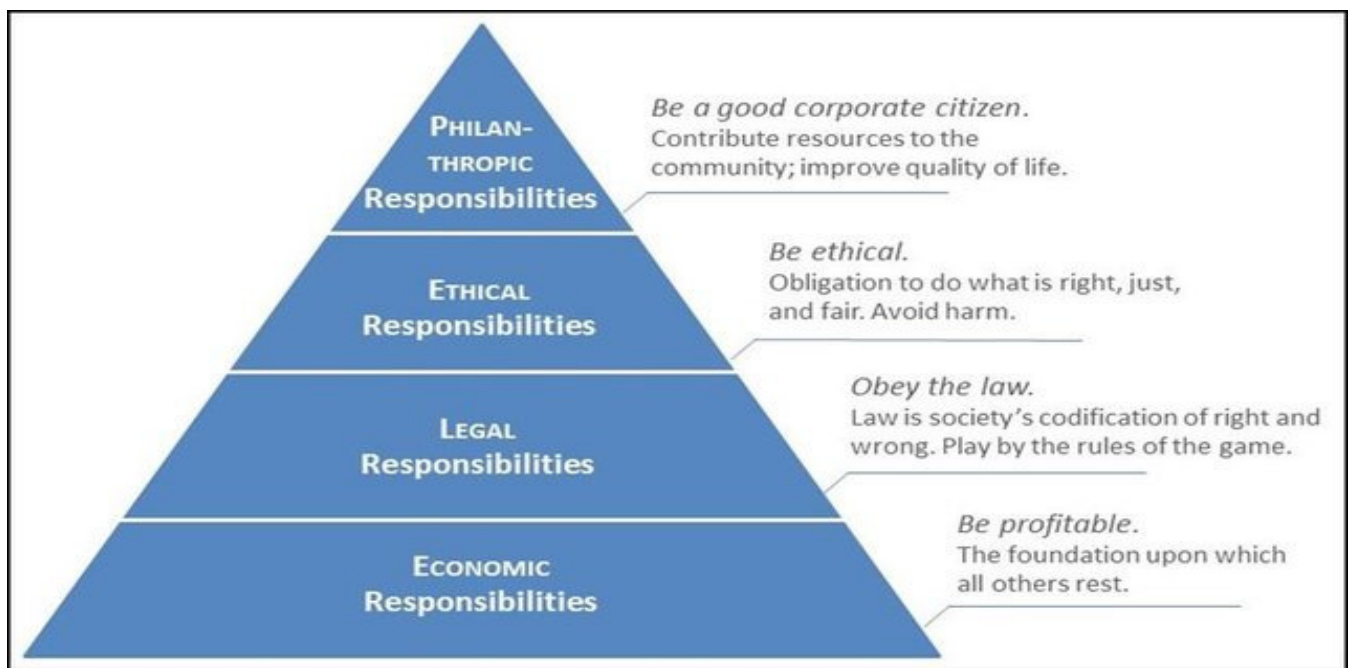 PHILAN-
THROPIC
Responsibilities
Be a good corporate citizen.
Contribute resources to the
community; improve quality of life.
ETHICAL
Responsibilities
Be ethical.
Obligation to do what is right, just,
and fair. Avoid harm.
LEGAL
Responsibilities
Obey the law.
Law is society’s codification of right and
wrong. Play by the rules of the game.
ECONOMIC
Responsibilities
Be profitable.
The foundation upon which
all others rest.